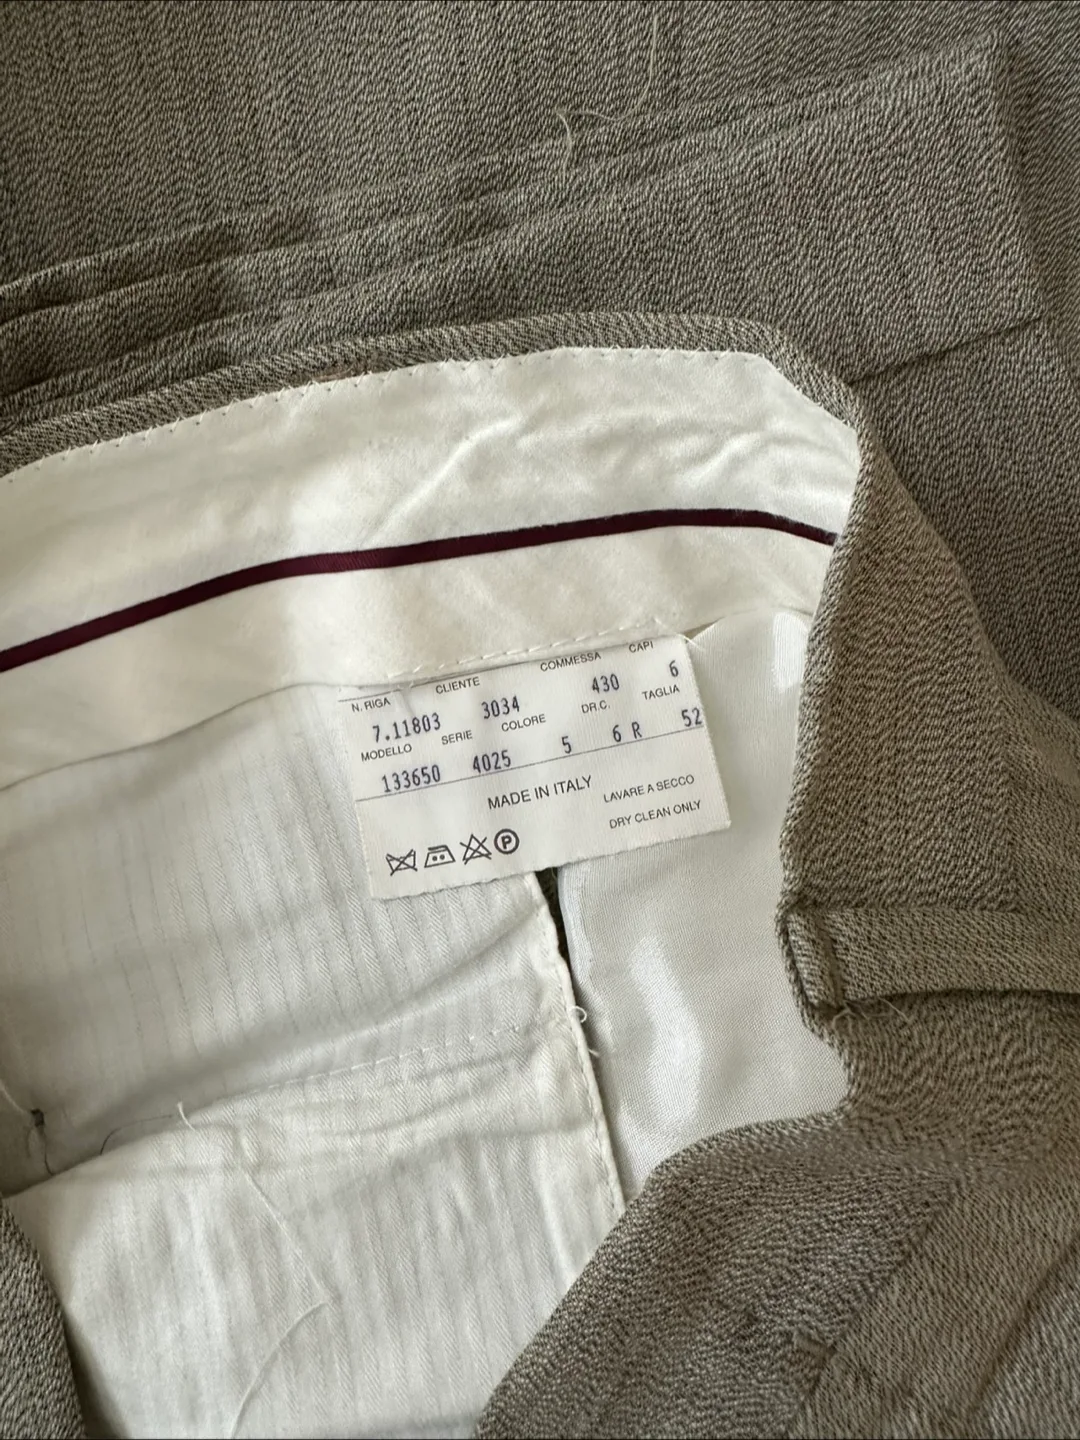 N. RIGA CLIENTE COMMESSA CAPI
7.11803 3034 430 6
MODELLO SERIE COLORE DR.C. TAGLIA
133650 4025 5 6 R 52
MADE IN ITALY LAVARE A SECCO
DRY CLEAN ONLY
P